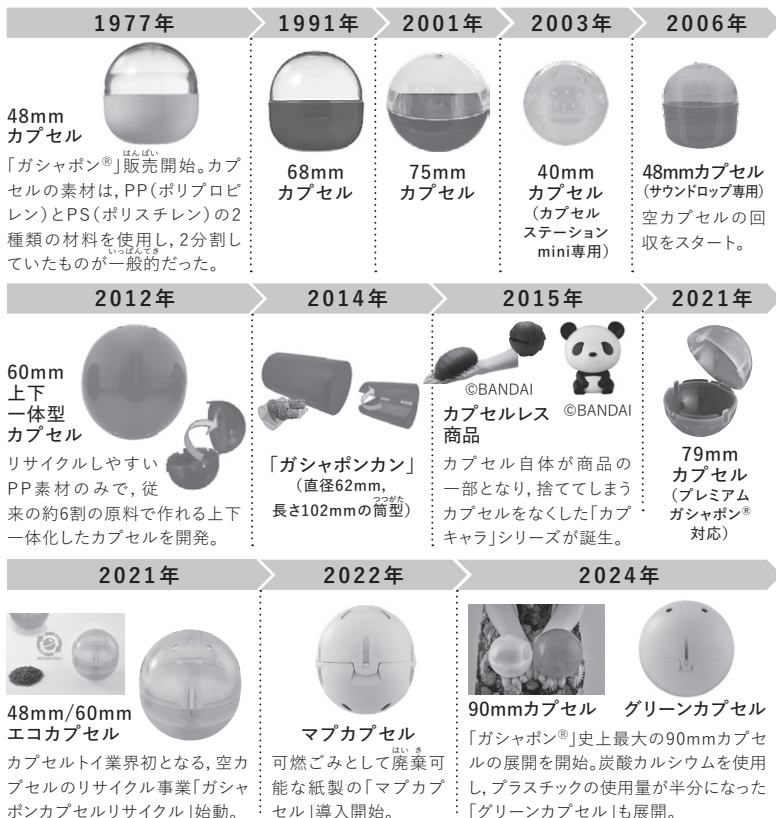 1977年
48mm
カプセル
「ガシャポン®」販売開始。カプ
セルの素材は，PP（ポリプロピ
レン）とPS（ポリスチレン）の2
種類の材料を使用し，2分割し
ていたものが一般的だった。
はんばい
いっぱんてき
1991年
68mm
カプセル
2001年
75mm
カプセル
2003年
40mm
カプセル
（カプセル
ステーション
mini専用）
2006年
48mmカプセル
（サウンドロップ専用）
空カプセルの回
収をスタート。
2012年
60mm
上下
一体型
カプセル
リサイクルしやすい
PP素材のみで，従
来の約6割の原料で作れる上下
一体化したカプセルを開発。
2014年
「ガシャポンカン」
（直径62mm，
長さ102mmの筒型）
つつがた
2015年
©BANDAI
©BANDAI
カプセルレス
商品
カプセル自体が商品の
一部となり，捨ててしまう
カプセルをなくした「カプ
キャラ」シリーズが誕生。
2021年
79mm
カプセル
（プレミアム
ガシャポン®
対応）
2021年
48mm/60mm
エコカプセル
カプセルトイ業界初となる，空カ
プセルのリサイクル事業「ガシャ
ポンカプセルリサイクル」始動。
2022年
マプカプセル
可燃ごみとして廃棄可
能な紙製の「マプカプ
セル」導入開始。
はいき
2024年
90mmカプセル
グリーンカプセル
「ガシャポン®」史上最大の90mmカプセ
ルの展開を開始。炭酸カルシウムを使用
し，プラスチックの使用量が半分になった
「グリーンカプセル」も展開。